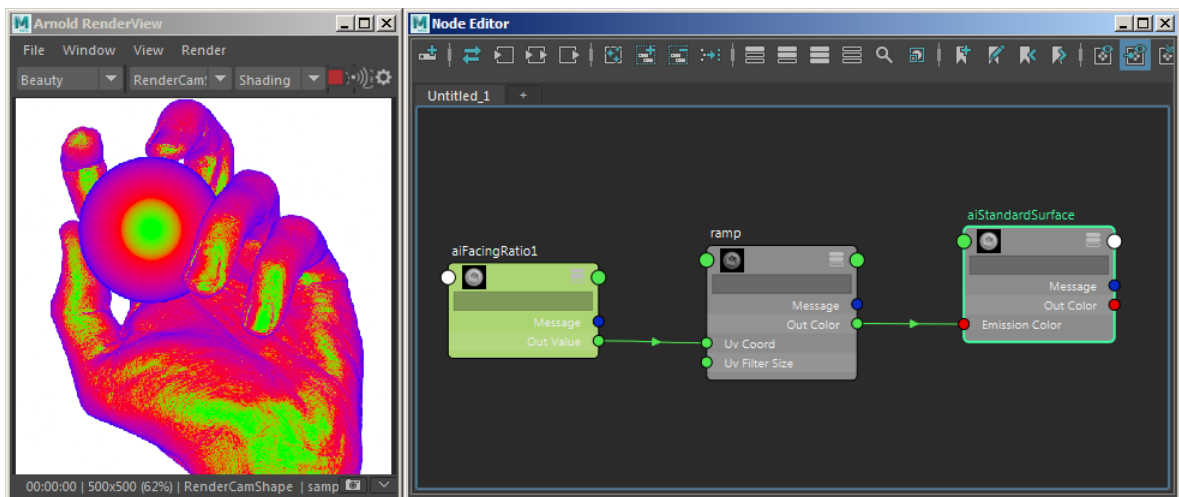 Arnold RenderView
File Window View Render
Beauty RenderCamS Shading
00:00:00 | 500x500 (62%) | RenderCamShape | samp
Node Editor
Untitled_1 +
aiFacingRatio1
Message
Out Value
ramp
Message
Out Color
Uv Coord
Uv Filter Size
aiStandardSurface
Message
Out Color
Emission Color